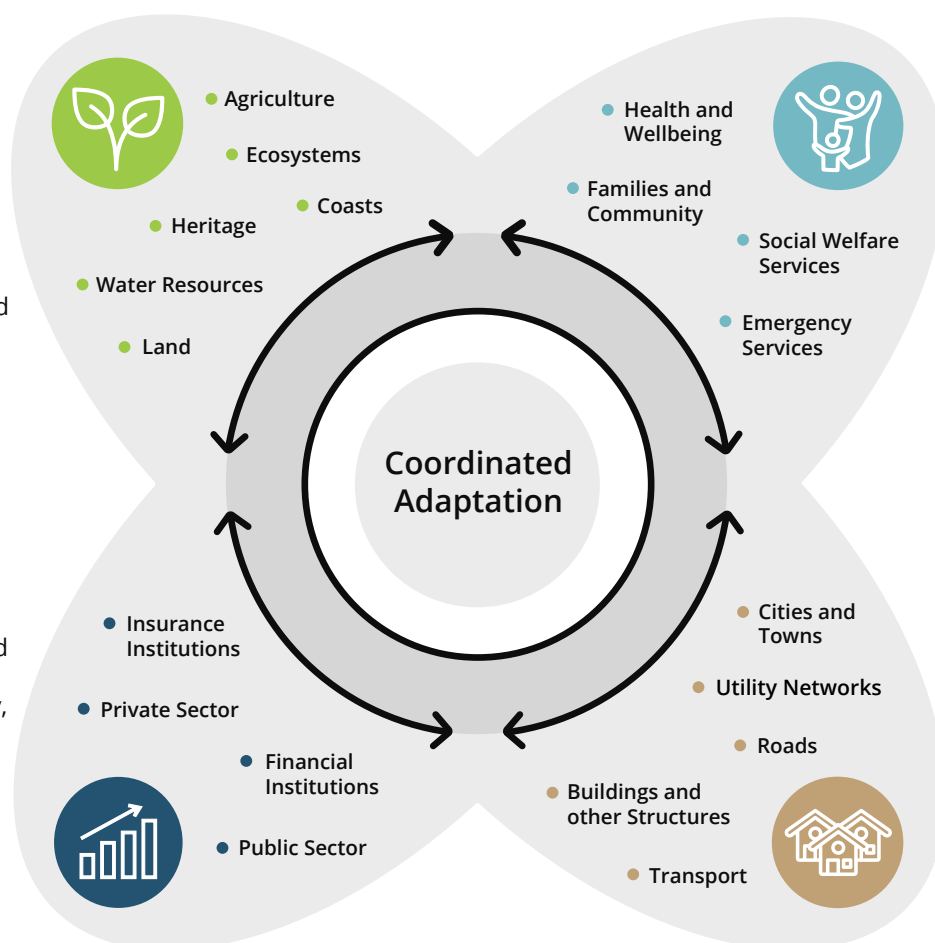 Agriculture
Ecosystems
Coasts
Heritage
Water Resources
Land
Health and
Wellbeing
Families and
Community
Social Welfare
Services
Emergency
Services
Coordinated
Adaptation
Insurance
Institutions
Private Sector
Financial
Institutions
Public Sector
Cities and
Towns
Utility Networks
Roads
Buildings and
other Structures
Transport